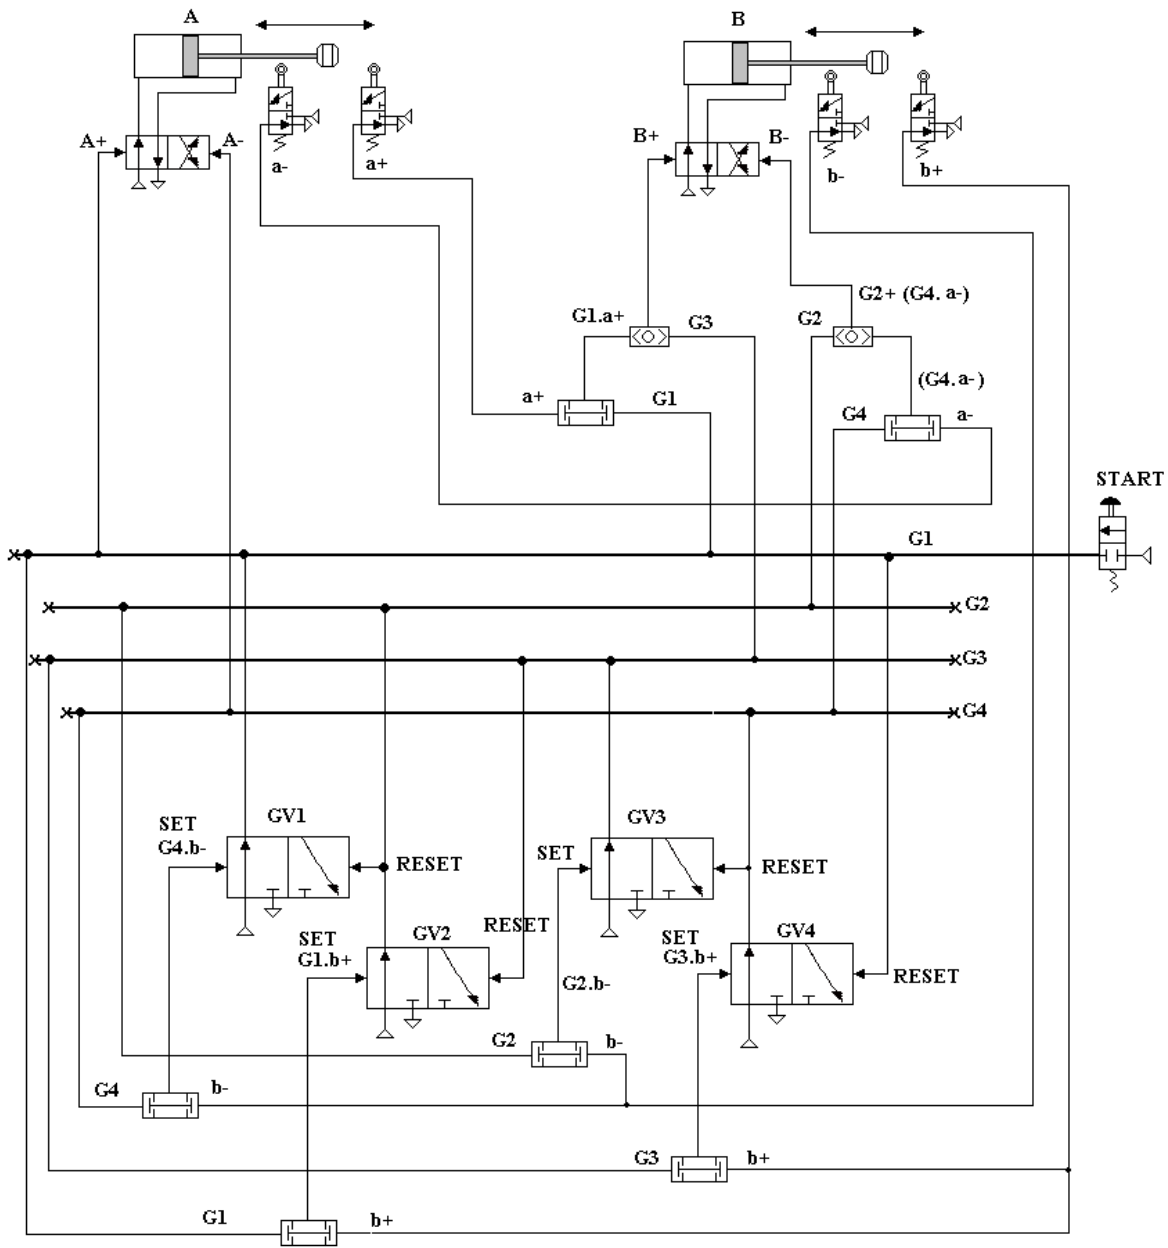 A
B
A+
A-
a-
a+
B+
B-
b-
b+
G2+ (G4. a-)
G1.a+
G3
G2
(G4. a-)
a+
G1
G4
a-
START
G1
G2
G3
G4
GV1
SET
G4.b-
RESET
GV3
SET
RESET
GV2
RESET
SET
G1.b+
GV4
SET
G3.b+
RESET
G2.b-
G2
b-
G4
b-
G3
b+
G1
b+